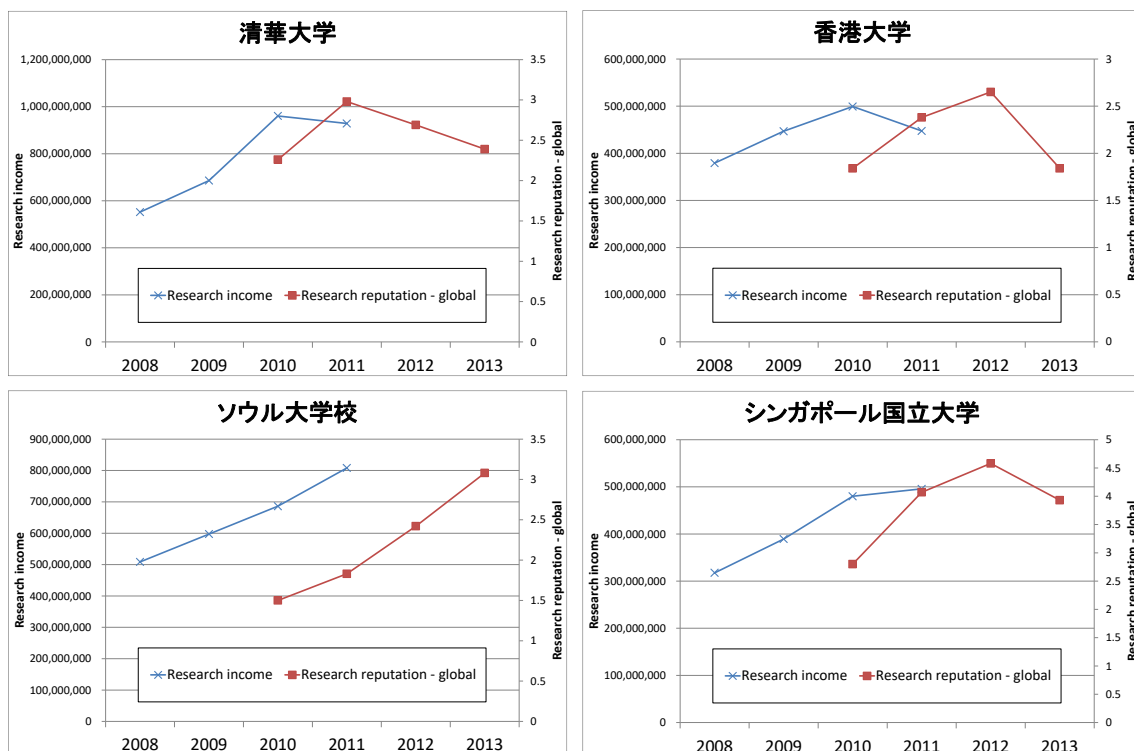 清華大学
1,200,000,000
1,000,000,000
800,000,000
600,000,000
400,000,000
200,000,000
0
Research income
3.5
3
2.5
2
1.5
1
0.5
0
Research reputation - global
Research income
Research reputation - global
2008 2009 2010 2011 2012 2013
香港大学
600,000,000
500,000,000
400,000,000
300,000,000
200,000,000
100,000,000
0
Research income
3
2.5
2
1.5
1
0.5
0
Research reputation - global
Research income
Research reputation - global
2008 2009 2010 2011 2012 2013
ソウル大学校
900,000,000
800,000,000
700,000,000
600,000,000
500,000,000
400,000,000
300,000,000
200,000,000
100,000,000
0
Research income
3.5
3
2.5
2
1.5
1
0.5
0
Research reputation - global
Research income
Research reputation - global
2008 2009 2010 2011 2012 2013
シンガポール国立大学
600,000,000
500,000,000
400,000,000
300,000,000
200,000,000
100,000,000
0
Research income
5
4.5
4
3.5
3
2.5
2
1.5
1
0.5
0
Research reputation - global
Research income
Research reputation - global
2008 2009 2010 2011 2012 2013